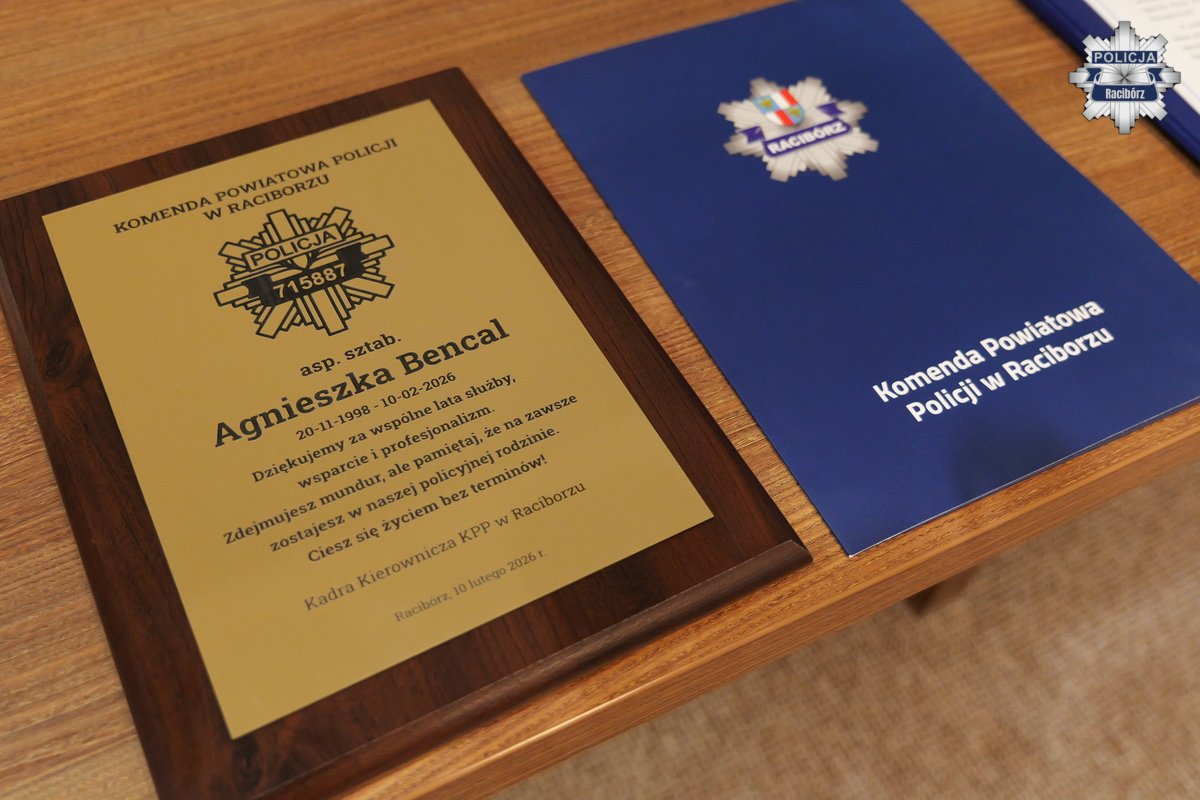 KOMENDA POWIATOWA POLICJI
W RACIBORZU
POLICJA
715887
asp. sztab.
Agnieszka Bencal
20-11-1998 - 10-02-2026
Dziękujemy za wspólne lata służby,
wsparcie i profesjonalizm.
Zdejmujesz mundur, ale pamiętaj, że na zawsze
zostajesz w naszej policyjnej rodzinie.
Ciesz się życiem bez terminów!
Kadra Kierownicza KPP w Raciborzu
Racibórz, 10 lutego 2026 r.
RACIBÓRZ
Komenda Powiatowa
Policji w Raciborzu
POLICJA
Racibórz